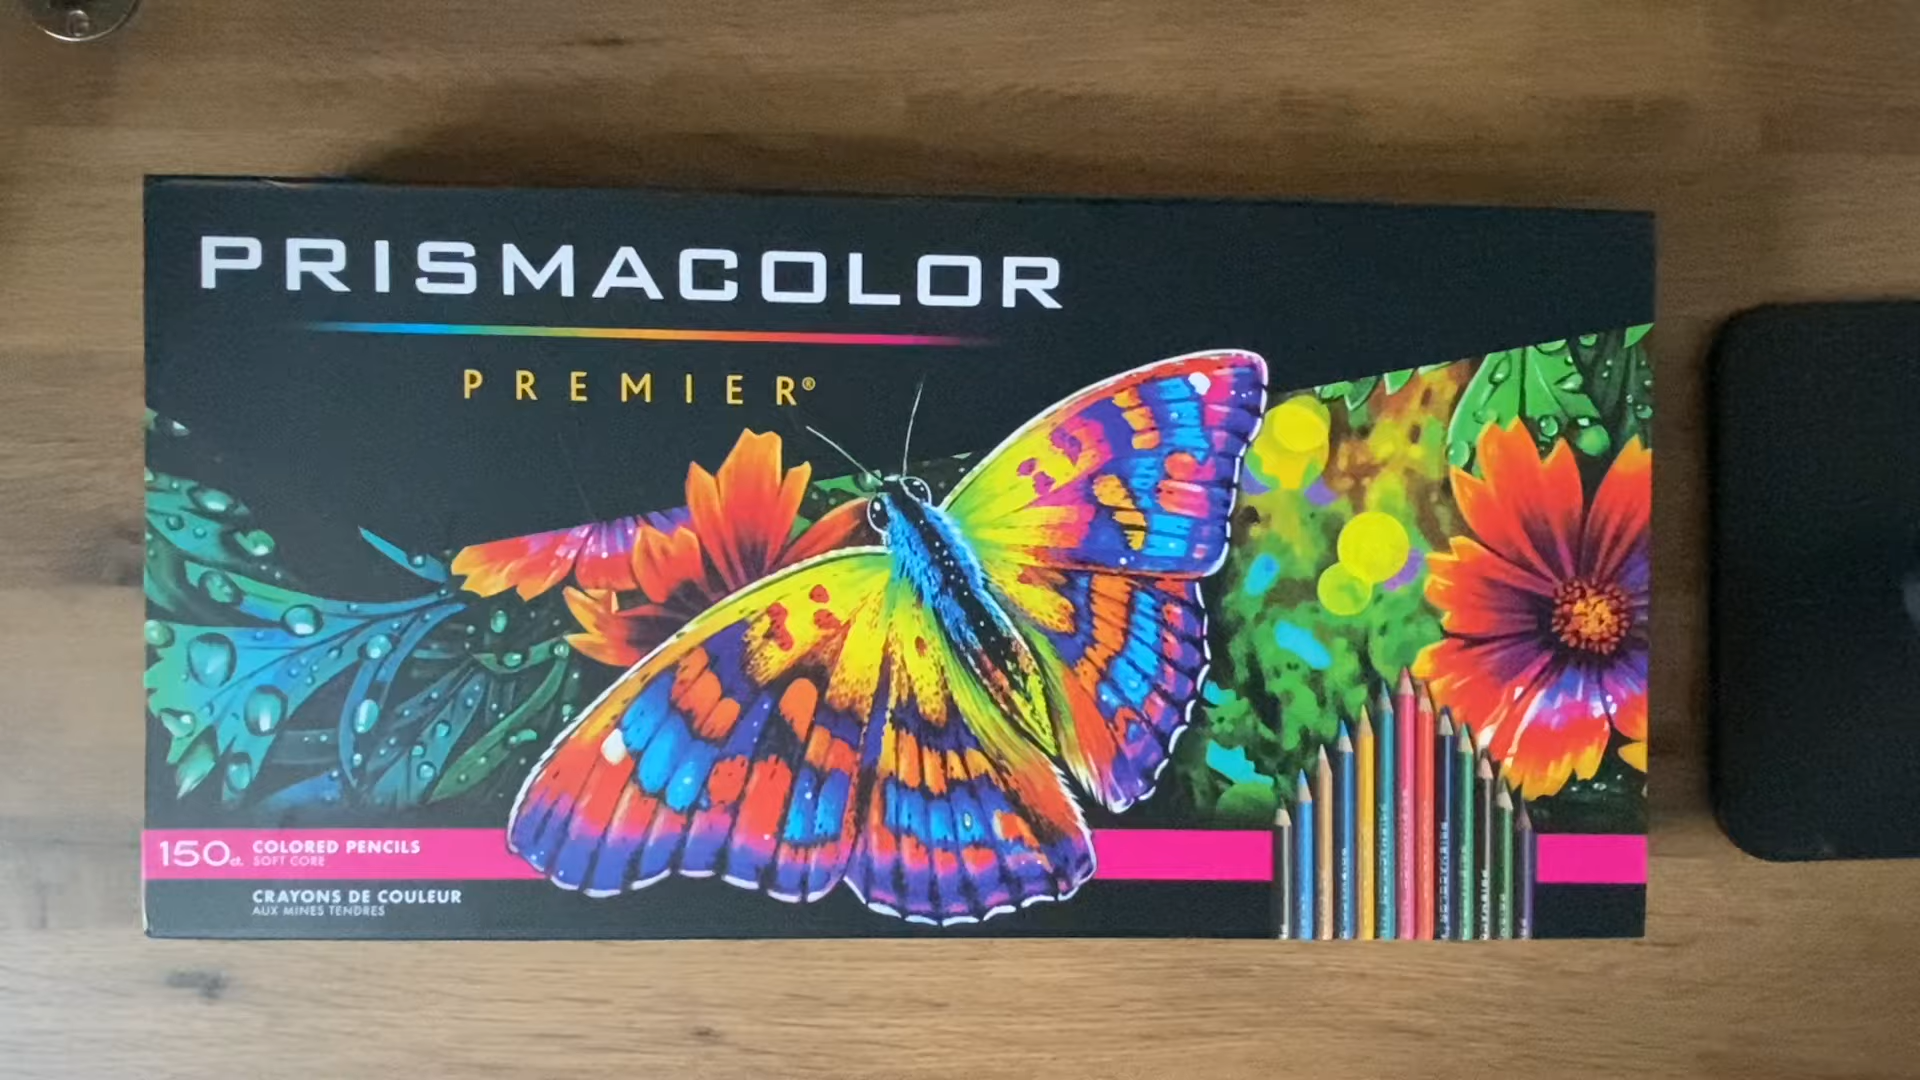 PRISMACOLOR
PREMIER®
150ct. COLORED PENCILS
SOFT CORE
CRAYONS DE COULEUR
AUX MINES TENDRES